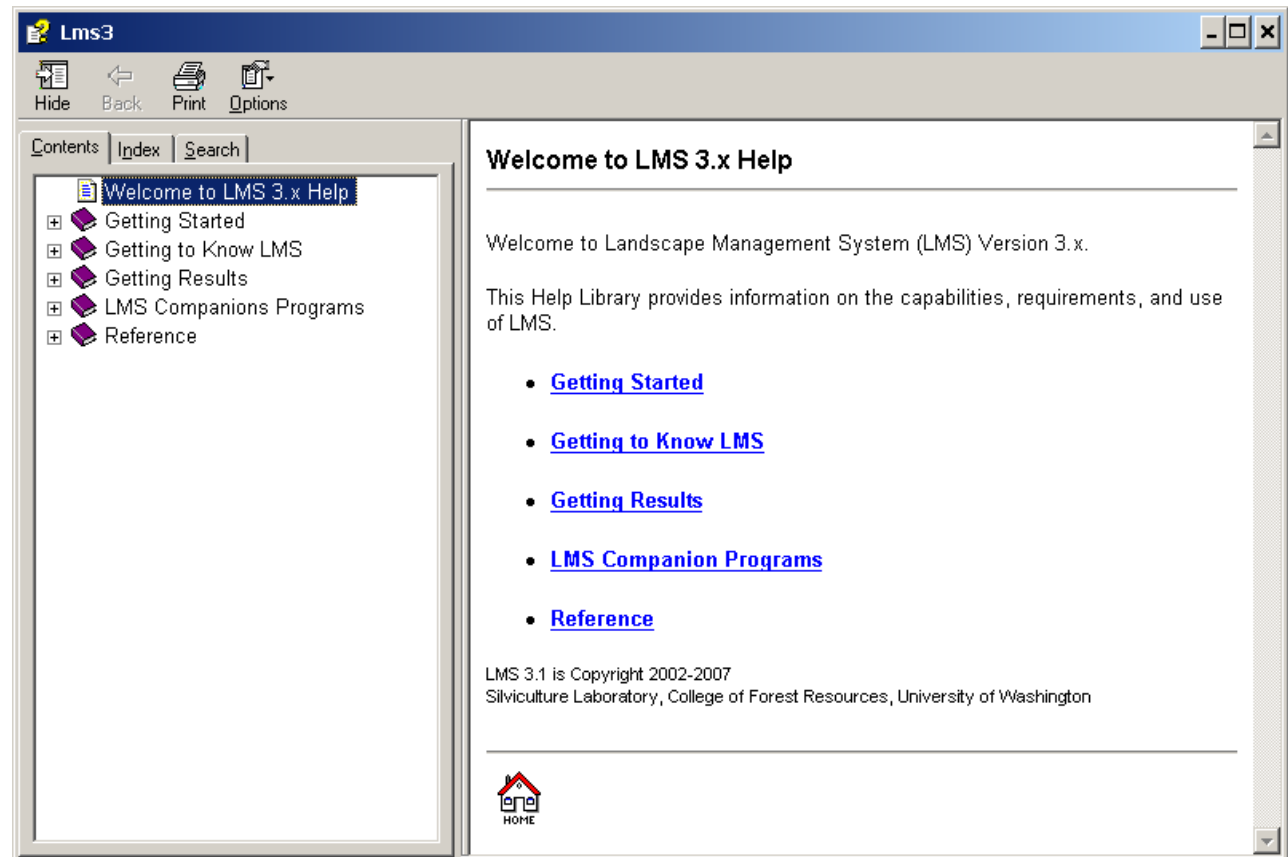 Lms3
Hide Back Print Options
Contents Index Search
Welcome to LMS 3.x Help
Getting Started
Getting to Know LMS
Getting Results
LMS Companions Programs
Reference
Welcome to LMS 3.x Help
Welcome to Landscape Management System (LMS) Version 3.x.
This Help Library provides information on the capabilities, requirements, and use
of LMS.
• Getting Started
• Getting to Know LMS
• Getting Results
• LMS Companion Programs
• Reference
LMS 3.1 is Copyright 2002-2007
Silviculture Laboratory, College of Forest Resources, University of Washington
HOME